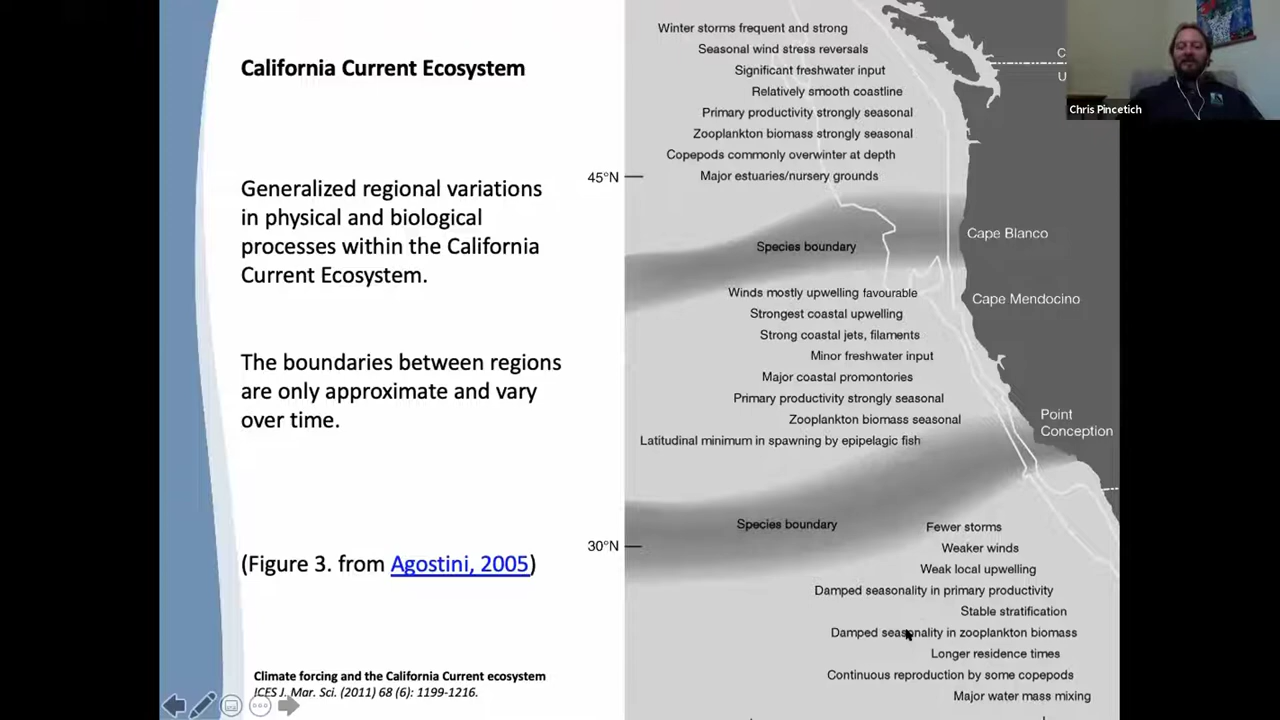 California Current Ecosystem
Generalized regional variations
in physical and biological
processes within the California
Current Ecosystem.
The boundaries between regions
are only approximate and vary
over time.
(Figure 3. from Agostini, 2005)
Climate forcing and the California Current ecosystem
ICES J. Mar. Sci. (2011) 68 (6): 1199-1216.
Winter storms frequent and strong
Seasonal wind stress reversals
Significant freshwater input
Relatively smooth coastline
Primary productivity strongly seasonal
Zooplankton biomass strongly seasonal
Copepods commonly overwinter at depth
Major estuaries/nursery grounds
45°N
Cape Blanco
Species boundary
Winds mostly upwelling favourable
Cape Mendocino
Strongest coastal upwelling
Strong coastal jets, filaments
Minor freshwater input
Major coastal promontories
Primary productivity strongly seasonal
Zooplankton biomass seasonal
Latitudinal minimum in spawning by epipelagic fish
Point
Conception
Species boundary
30°N
Fewer storms
Weaker winds
Weak local upwelling
Damped seasonality in primary productivity
Stable stratification
Damped seasonality in zooplankton biomass
Longer residence times
Continuous reproduction by some copepods
Major water mass mixing
C
U
Chris Pincetich